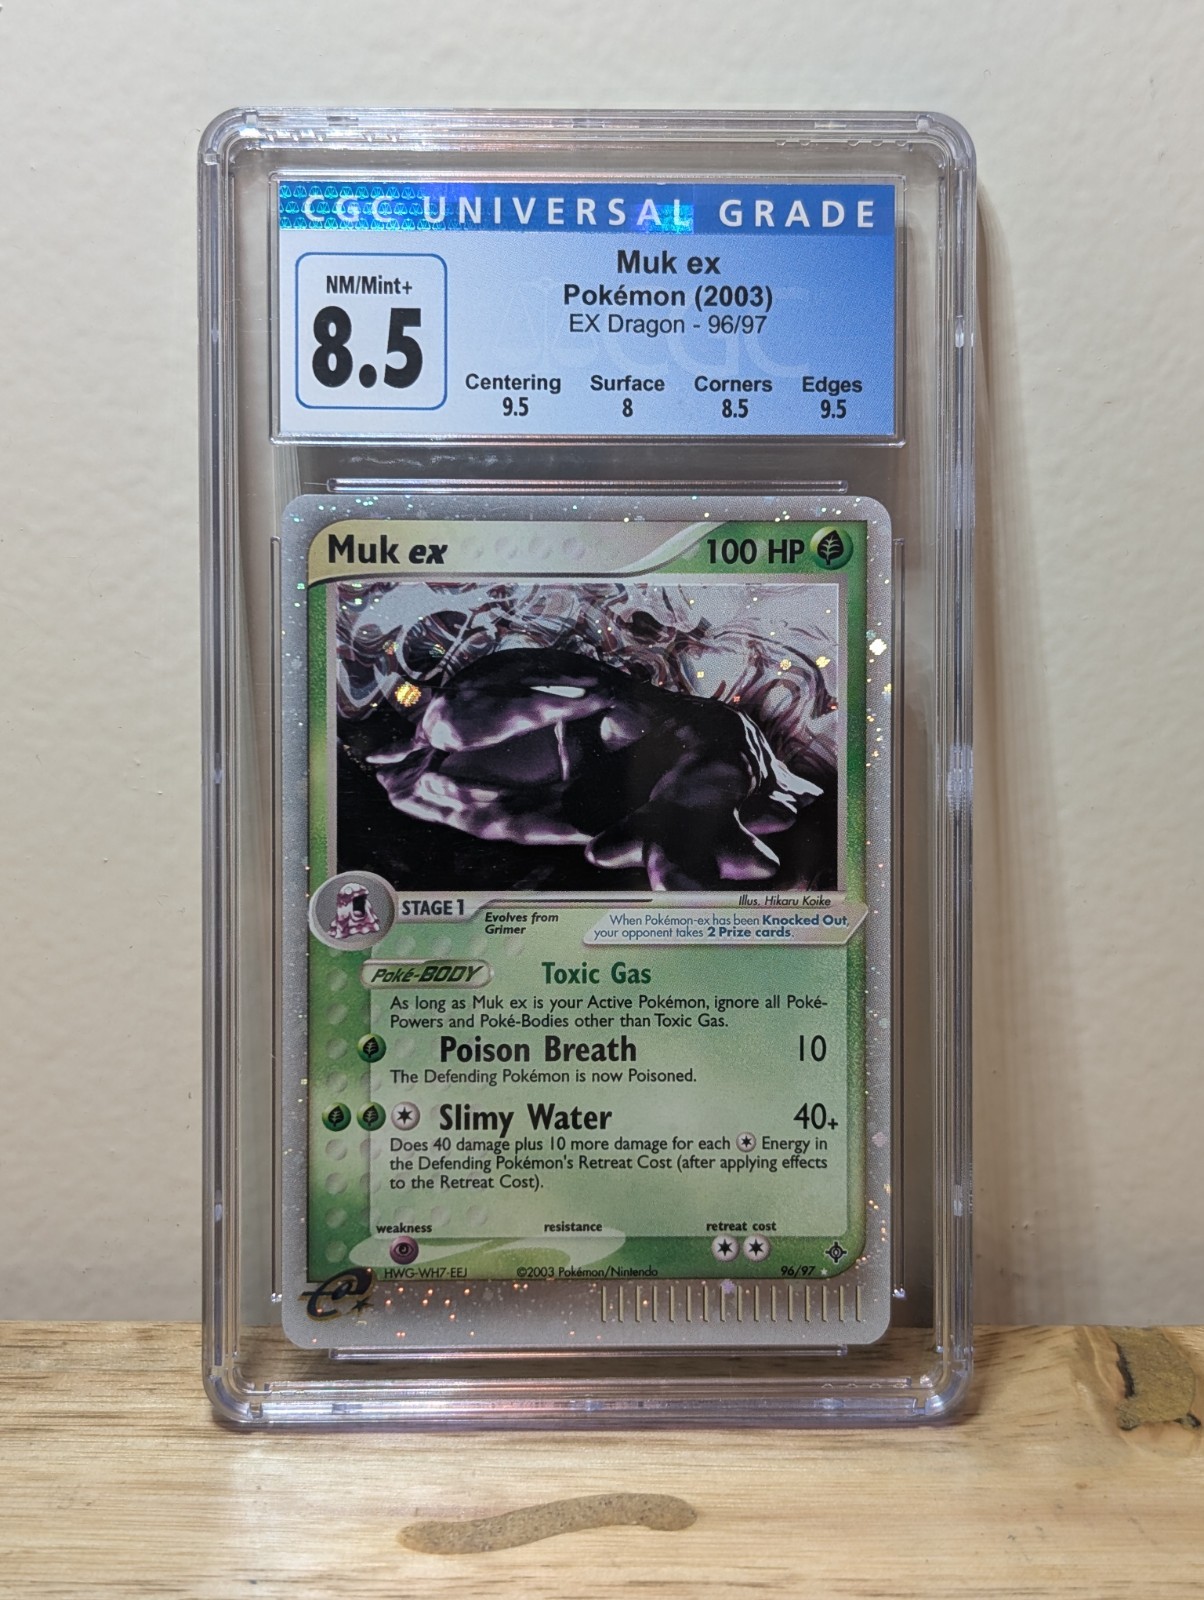 CGC UNIVERSAL GRADE
NM/Mint+
8.5
Muk ex
Pokémon (2003)
EX Dragon - 96/97
Centering Surface Corners Edges
9.5 8 8.5 9.5
Muk ex 100 HP
Illus. Hikaru Koike
STAGE 1
Evolves from
Grimer
When Pokémon-ex has been Knocked Out,
your opponent takes 2 Prize cards.
Poké-BODY Toxic Gas
As long as Muk ex is your Active Pokémon, ignore all Poké-
Powers and Poké-Bodies other than Toxic Gas.
Poison Breath 10
The Defending Pokémon is now Poisoned.
Slimy Water 40+
Does 40 damage plus 10 more damage for each Energy in
the Defending Pokémon's Retreat Cost (after applying effects
to the Retreat Cost).
weakness resistance retreat cost
HWG-WH7-EEJ ©2003 Pokémon/Nintendo 96/97